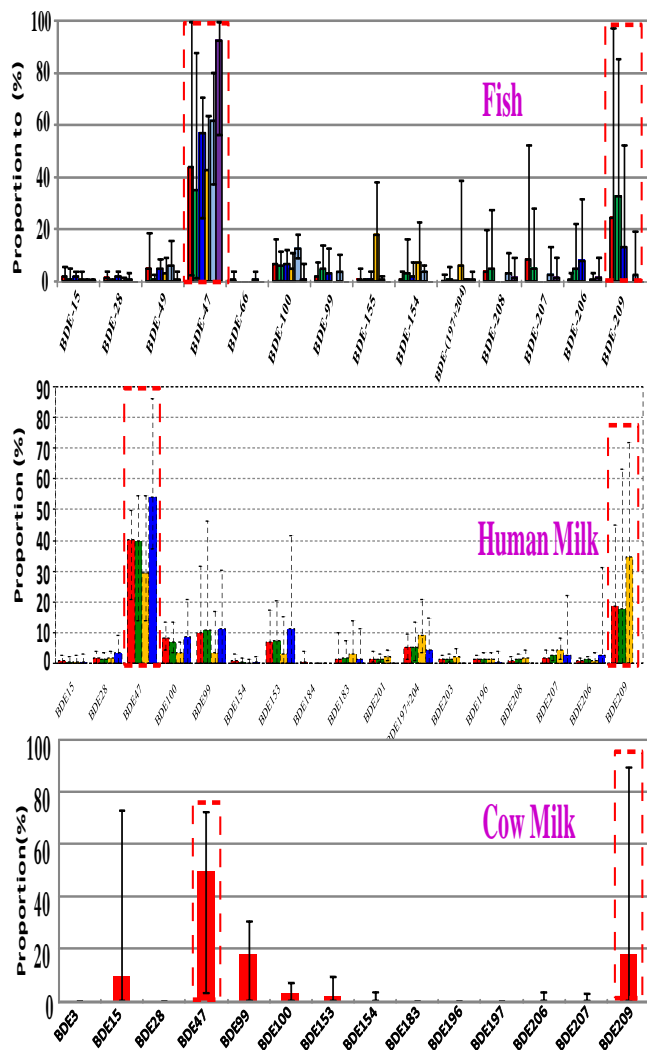 Proportion to (%)
100
80
60
40
20
0
Fish
BDE-15
BDE-28
BDE-49
BDE-47
BDE-66
BDE-100
BDE-99
BDE-155
BDE-154
BDE-(197+204)
BDE-208
BDE-207
BDE-206
BDE-209
Proportion (%)
90
80
70
60
50
40
30
20
10
0
Human Milk
BDE15
BDE28
BDE47
BDE100
BDE99
BDE154
BDE153
BDE184
BDE183
BDE201
BDE197+204
BDE203
BDE196
BDE208
BDE207
BDE206
BDE209
Proportion(%)
100
80
60
40
20
0
Cow Milk
BDE3
BDE15
BDE28
BDE47
BDE99
BDE100
BDE153
BDE154
BDE183
BDE196
BDE197
BDE206
BDE207
BDE209